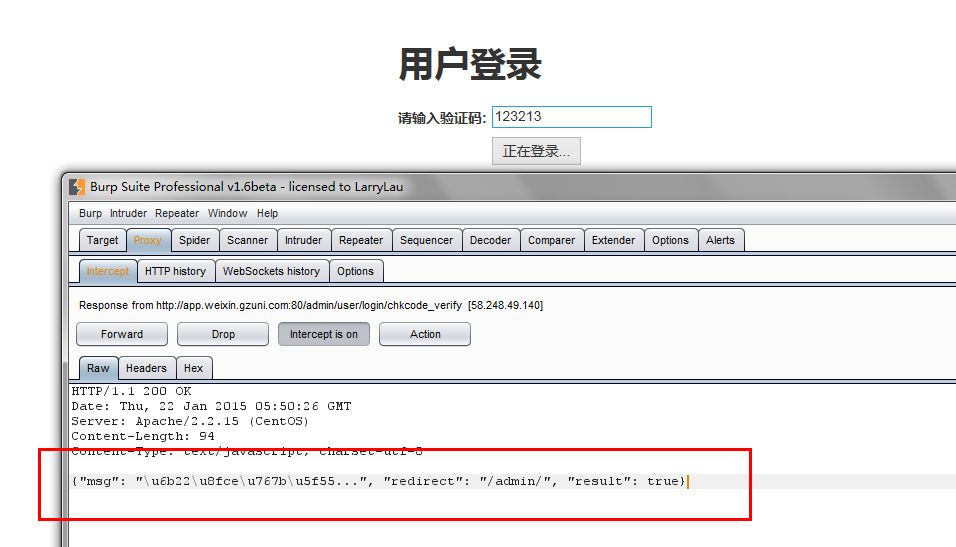 用户登录
请输入验证码: 123213
正在登录...
Burp Suite Professional v1.6beta - licensed to LarryLau
Burp Intruder Repeater Window Help
Target Proxy Spider Scanner Intruder Repeater Sequencer Decoder Comparer Extender Options Alerts
Intercept HTTP history WebSockets history Options
Response from http://app.weixin.gzuni.com:80/admin/user/login/chkcode_verify [58.248.49.140]
Forward Drop Intercept is on Action
Raw Headers Hex
HTTP/1.1 200 OK
Date: Thu, 22 Jan 2015 05:50:26 GMT
Server: Apache/2.2.15 (CentOS)
Content-Length: 94
Content-Type: text/javascript; charset=utf-8
{"msg": "\u6b22\u8fce\u767b\u5f55...", "redirect": "/admin/", "result": true}